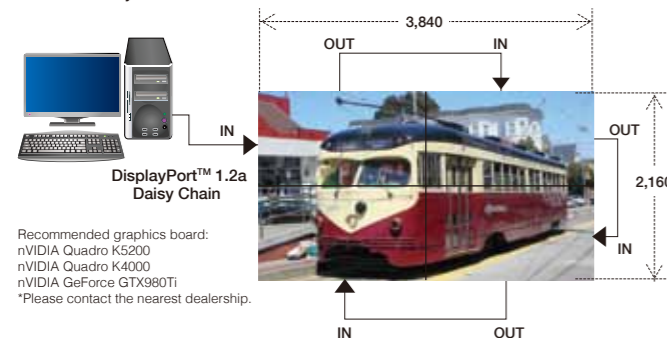 3,840
OUT
IN
IN
OUT
DisplayPort™ 1.2a
Daisy Chain
2,160
IN
Recommended graphics board:
nVIDIA Quadro K5200
nVIDIA Quadro K4000
nVIDIA GeForce GTX980Ti
*Please contact the nearest dealership.
IN
OUT